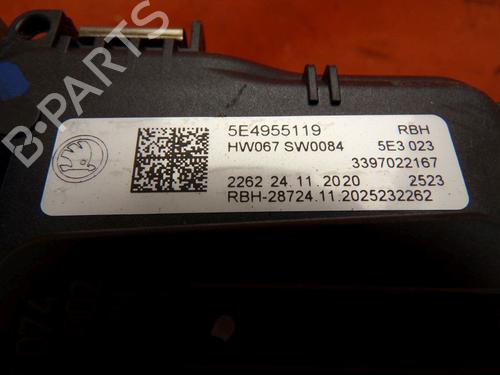 5E4955119 RBH
HW067 SW0084 5E3 023
3397022167
2262 24.11.2020 2523
RBH-28724.11.2025232262
B-PARTS